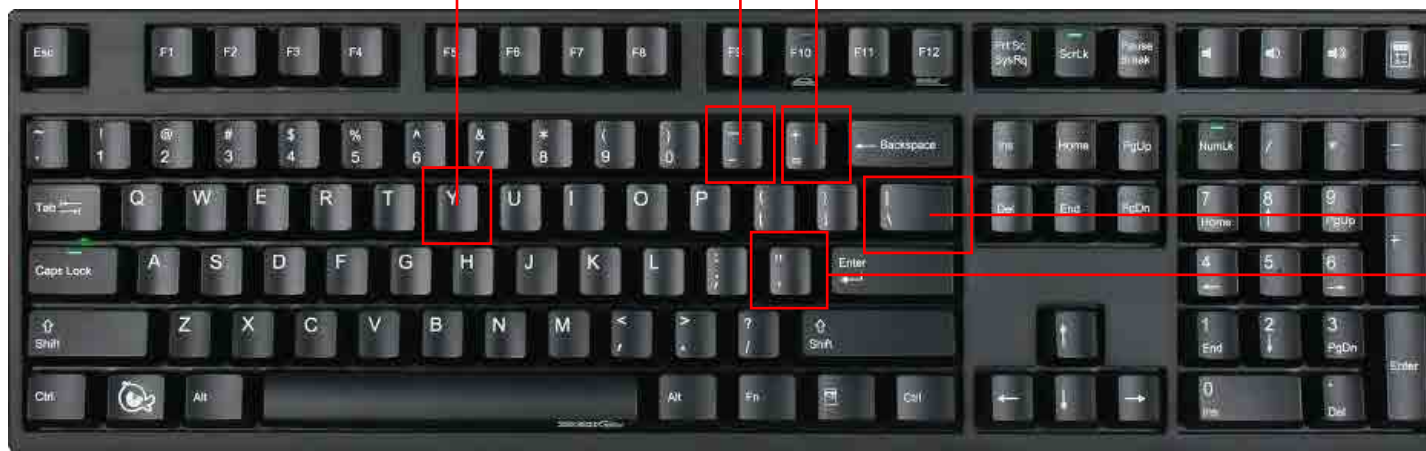 Esc F1 F2 F3 F4 F5 F6 F7 F8 F9 F10 F11 F12 Prt Sc ScrLk Pause
SysRq Break
~ ! @ # $ % ^ & * ( ) — + Backspace Ins Home PgUp NumLk / * –
1 2 3 4 5 6 7 8 9 0 =
Tab Q W E R T Y U I O P { } | Del End PgDn 7 8 9 +
[ ] \ Home PgUp
Caps Lock A S D F G H J K L : " Enter 4 5 6
; '
Shift Z X C V B N M < > ? Shift 1 2 3 Enter
, . / End PgDn
Ctrl Alt Alt Fn Ctrl 0 .
Ins Del